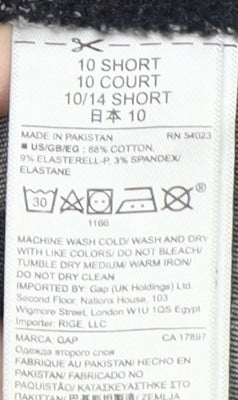 10 SHORT
10 COURT
10/14 SHORT
日本 10
MADE IN PAKISTAN RN 54023
■ US/GB/EG : 88% COTTON,
9% ELASTERELL-P, 3% SPANDEX/
ELASTANE
30
®
1166
MACHINE WASH COLD/ WASH AND DRY
WITH LIKE COLORS/ DO NOT BLEACH/
TUMBLE DRY MEDIUM/ WARM IRON/
DO NOT DRY CLEAN
IMPORTED BY: Gap (UK Holdings) Ltd.
Second Floor, Nations House, 103
Wigmore Street, London W1U 1QS Egypt
Importer: RIGE, LLC
MARCA: GAP CA 17897
Одежда второго слоя
FABRIQUE AU PAKISTAN/ HECHO EN
PAKISTAN/ FABRICADO NO
PAQUISTÃO/ ΚΑΤΑΣΚΕΥΑΣΤΗΚΕ ΣΤΟ